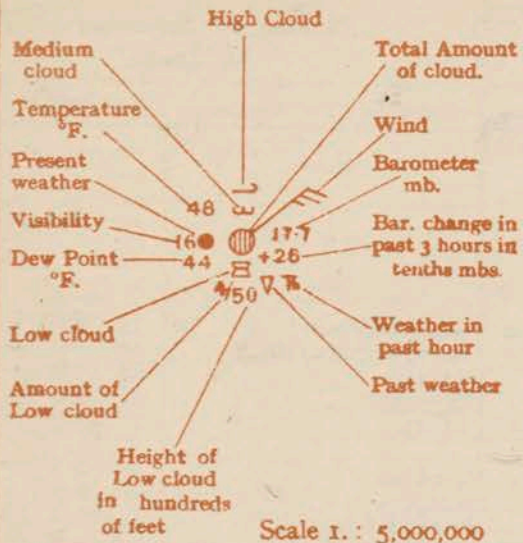 High Cloud
Medium
cloud
Total Amount
of cloud.
Temperature
°F.
Wind
Present
weather
Barometer
mb.
48
Visibility
16
17.7
Bar. change in
past 3 hours in
tenths mbs.
Dew Point
°F.
44
+26
4/50
Low cloud
Weather in
past hour
Amount of
Low cloud
Past weather
Height of
Low cloud
in hundreds
of feet
Scale 1. : 5,000,000